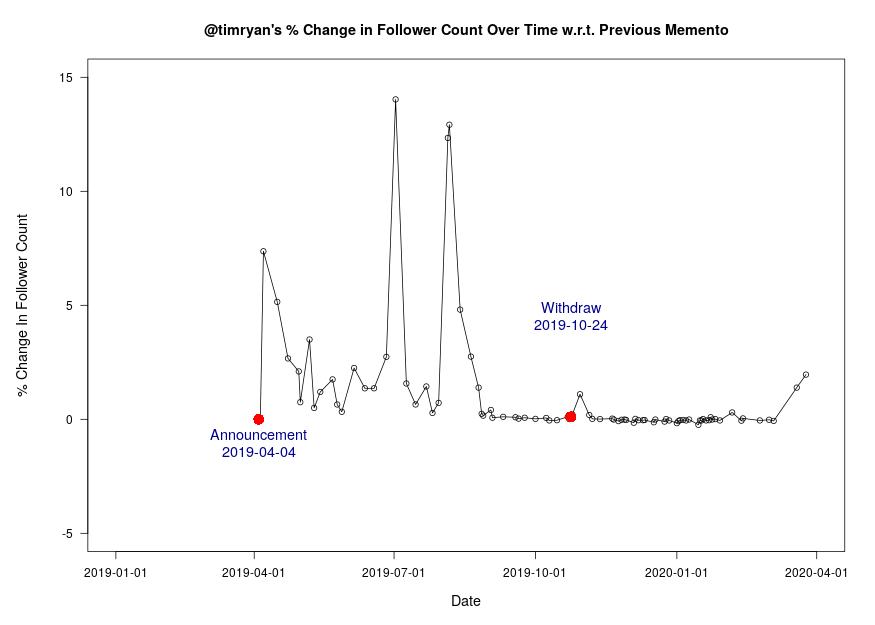 @timryan's % Change in Follower Count Over Time w.r.t. Previous Memento
% Change In Follower Count
15
10
5
0
-5
Withdraw
2019-10-24
Announcement
2019-04-04
2019-01-01
2019-04-01
2019-07-01
2019-10-01
2020-01-01
2020-04-01
Date